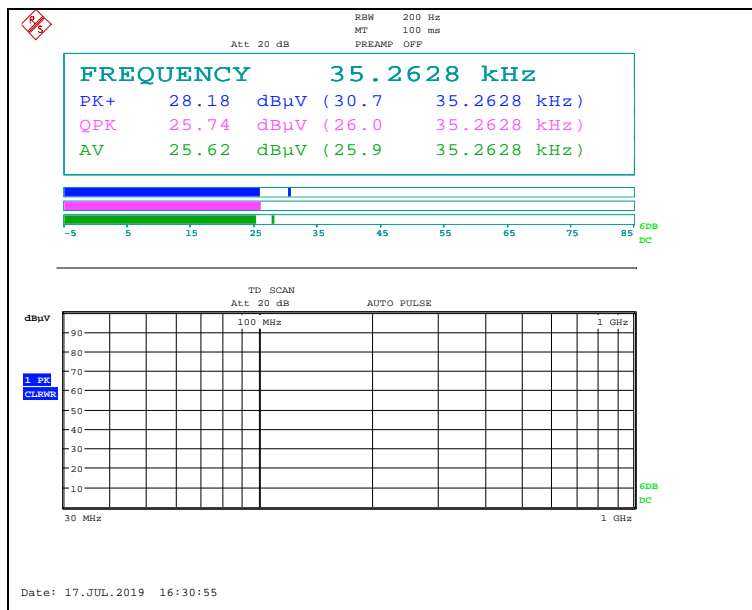 R S
RBW 200 Hz
MT 100 ms
Att 20 dB PREAMP OFF
FREQUENCY 35.2628 kHz
PK+ 28.18 dBµV (30.7 35.2628 kHz)
QPK 25.74 dBµV (26.0 35.2628 kHz)
AV 25.62 dBµV (25.9 35.2628 kHz)
-5 5 15 25 35 45 55 65 75 85
6DB
DC
TD SCAN
Att 20 dB AUTO PULSE
dBµV
100 MHz 1 GHz
90
80
70
1 PK
CLRWR
60
50
40
30
20
10
6DB
DC
30 MHz 1 GHz
Date: 17.JUL.2019 16:30:55